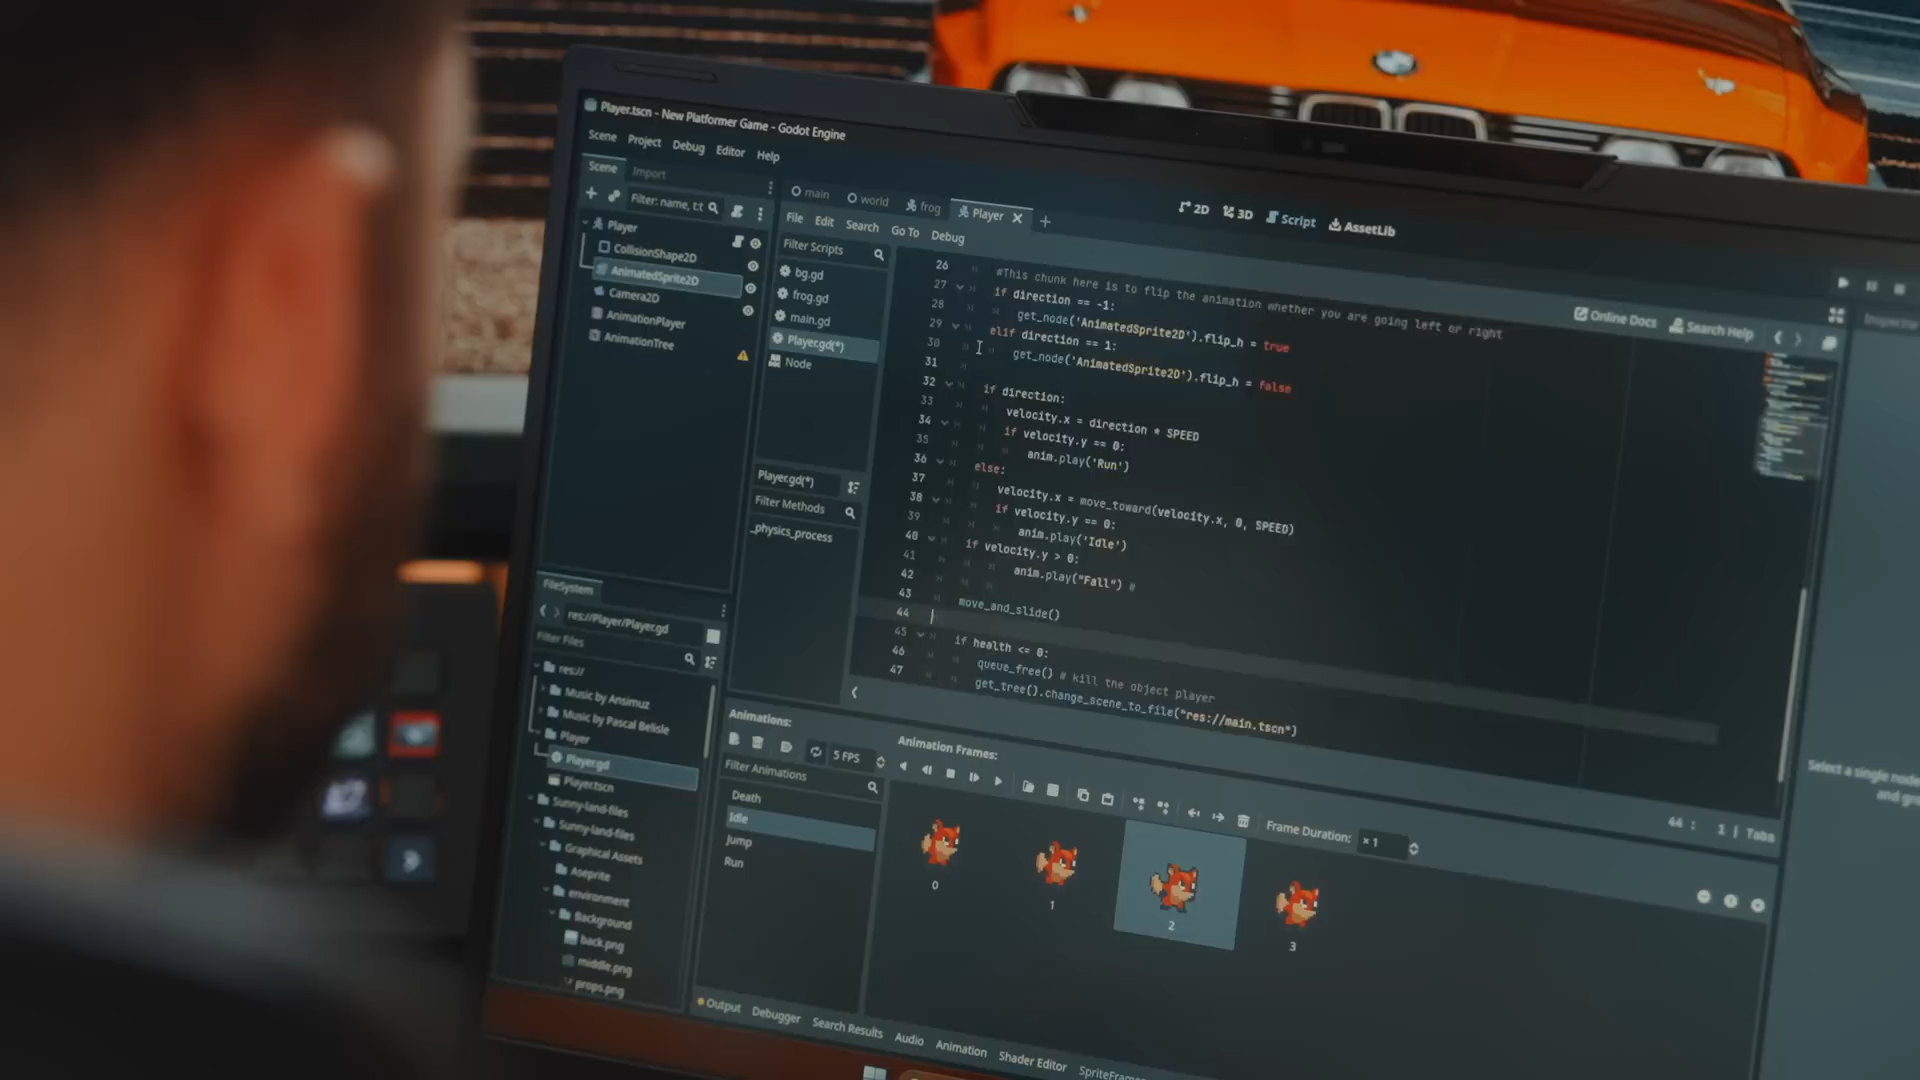 Player.tscn - New Platformer Game - Godot Engine
Scene Project Debug Editor Help
2D 3D Script AssetLib
Scene Import
Filter: name, t:t
Player
CollisionShape2D
AnimatedSprite2D
Camera2D
AnimationPlayer
AnimationTree
main world frog Player
File Edit Search Go To Debug
Online Docs Search Help
Filter Scripts
bg.gd
frog.gd
main.gd
Player.gd(*)
Node
Player.gd(*)
Filter Methods
_physics_process
26 #This chunk here is to flip the animation whether you are going left or right
27 if direction == -1:
28 get_node('AnimatedSprite2D').flip_h = true
29 elif direction == 1:
30 get_node('AnimatedSprite2D').flip_h = false
31
32 if direction:
33 velocity.x = direction * SPEED
34 if velocity.y == 0:
35 anim.play('Run')
36 else:
37 velocity.x = move_toward(velocity.x, 0, SPEED)
38 if velocity.y == 0:
39 anim.play('Idle')
40 if velocity.y > 0:
41 anim.play("Fall") #
42
43 move_and_slide()
44
45 if health <= 0:
46 queue_free() # kill the object player
47 get_tree().change_scene_to_file("res://main.tscn")
44 : 1 | Tabs
Inspector
Select a single node
FileSystem
res://Player/Player.gd
Filter Files
res://
Music by Ansimuz
Music by Pascal Belisle
Player
Player.gd
Player.tscn
Sunny-land-files
Sunny-land-files
Graphical Assets
Aseprite
environment
Background
back.png
middle.png
props.png
Animations:
5 FPS
Filter Animations
Death
Idle
Jump
Run
Animation Frames:
Frame Duration: × 1
0
1
2
3
Output Debugger Search Results Audio Animation Shader Editor